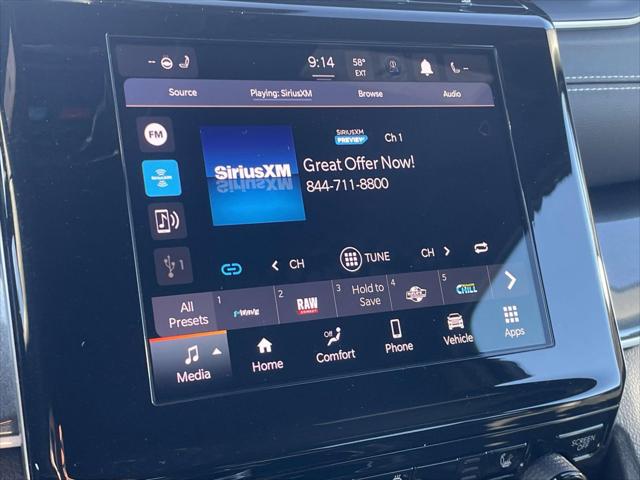 -- --
9:14
58°
EXT
Source Playing: SiriusXM Browse Audio
FM
SIRIUSXM
PREVIEW
Ch 1
SiriusXM
Great Offer Now!
844-711-8800
1
CH TUNE CH
All
Presets
1
2 RAW
3 Hold to
Save
4
5 CHILL
Media
Home
Off
Comfort
Phone
Vehicle
Apps
SCREEN
OFF